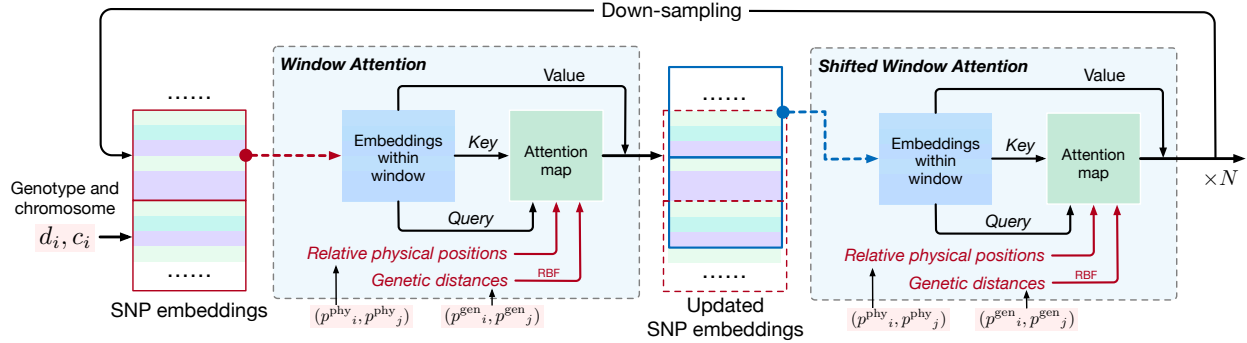 Down-sampling
Window Attention
Value
Embeddings
within
window
Key
Attention
map
Query
Relative physical positions
Genetic distances
RBF
(p^phy_i, p^phy_j)
(p^gen_i, p^gen_j)
......
......
SNP embeddings
Genotype and
chromosome
d_i, c_i
......
......
Updated
SNP embeddings
Shifted Window Attention
Value
Embeddings
within
window
Key
Attention
map
Query
Relative physical positions
Genetic distances
RBF
(p^phy_i, p^phy_j)
(p^gen_i, p^gen_j)
×N